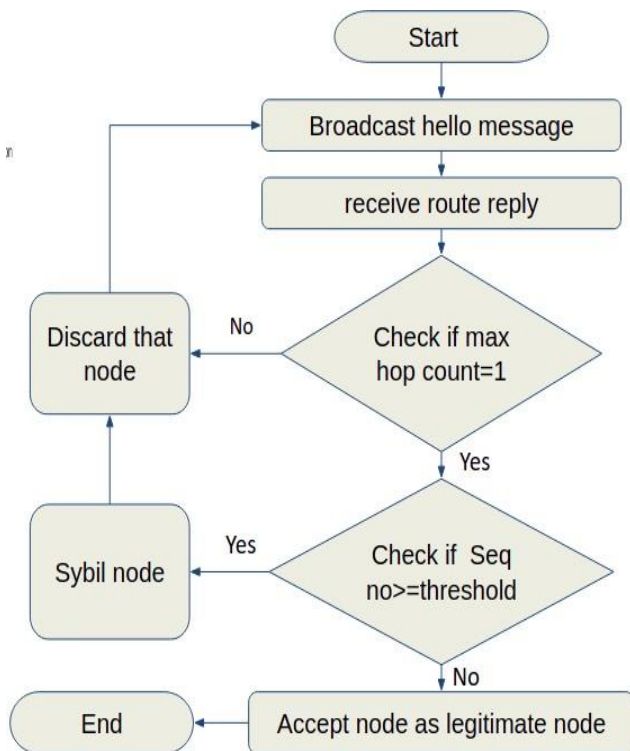 Start
Broadcast hello message
receive route reply
Check if max
hop count=1
No
Discard that
node
Yes
Check if Seq
no>=threshold
Yes
Sybil node
No
Accept node as legitimate node
End